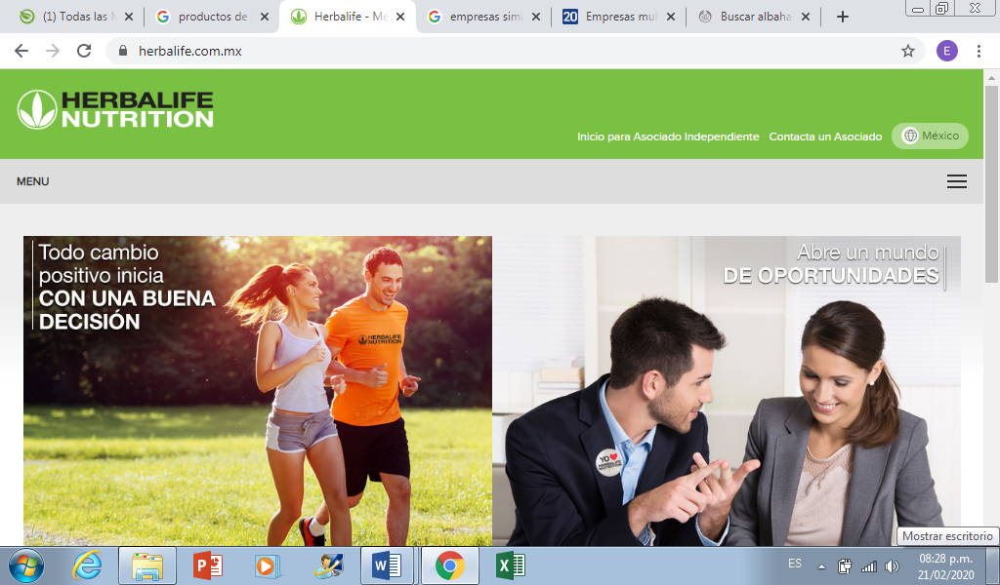 (1) Todas las M
productos de
Herbalife - Me
empresas simi
20
Empresas mul
Buscar albaha
herbalife.com.mx
E
HERBALIFE
NUTRITION
Inicio para Asociado Independiente
Contacta un Asociado
México
MENU
Todo cambio
positivo inicia
CON UNA BUENA
DECISIÓN
HERBALIFE
NUTRITION
Abre un mundo
DE OPORTUNIDADES
YO
HERBALIFE
NUTRITION
Mostrar escritorio
ES
08:28 p.m.
21/02/2020